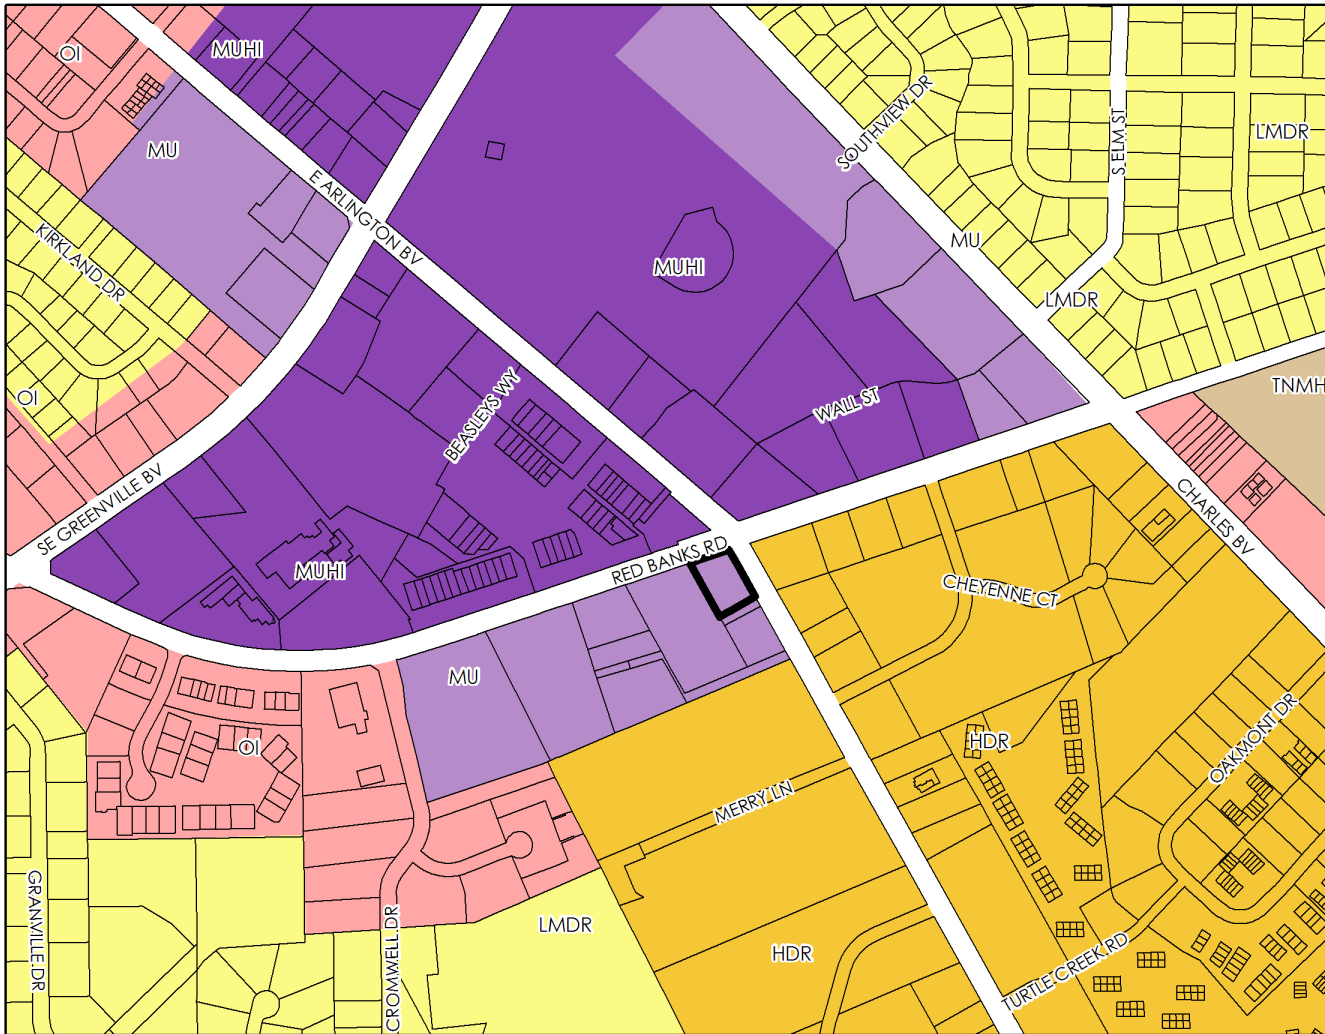 OI
MUHI
MU
E ARLINGTON BV
SOUTHVIEW DR
S ELM ST
LMDR
KIRKLAND DR
MUHI
MU
LMDR
OI
BEASLEYS WY
WALL ST
TNMH
SE GREENVILLE BV
MUHI
RED BANKS RD
CHARLES BV
CHEYENNE CT
MU
OI
HDR
OAKMONT DR
MERRY LN
GRANVILLE DR
CROMWELL DR
LMDR
HDR
TURTLE CREEK RD